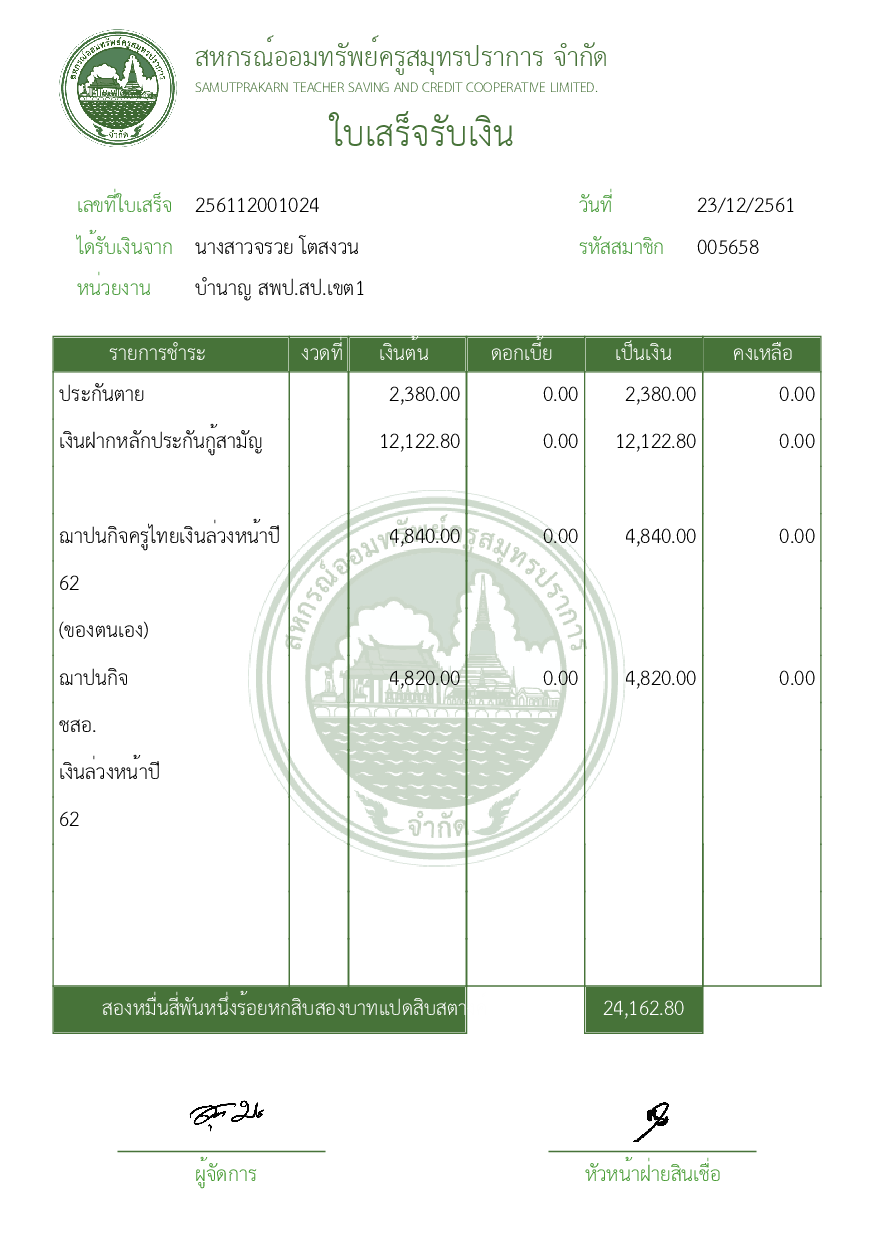 สหกรณ์ออมทรัพย์ครูสมุทรปราการ จำกัด
SAMUTPRAKARN TEACHER SAVING AND CREDIT COOPERATIVE LIMITED.
ใบเสร็จรับเงิน
เลขที่ใบเสร็จ 256112001024 วันที่ 23/12/2561
ได้รับเงินจาก นางสาวจรวย โตสงวน รหัสสมาชิก 005658
หน่วยงาน บำนาญ สพป.สป.เขต1
รายการชำระ งวดที่ เงินต้น ดอกเบี้ย เป็นเงิน คงเหลือ
ประกันตาย 2,380.00 0.00 2,380.00 0.00
เงินฝากหลักประกันกู้สามัญ 12,122.80 0.00 12,122.80 0.00
ฌาปนกิจครูไทยเงินล่วงหน้าปี 4,840.00 0.00 4,840.00 0.00
62
(ของตนเอง)
ฌาปนกิจ 4,820.00 0.00 4,820.00 0.00
ชสอ.
เงินล่วงหน้าปี
62
สหกรณ์ออมทรัพย์ครูสมุทรปราการ
จำกัด
สองหมื่นสี่พันหนึ่งร้อยหกสิบสองบาทแปดสิบสตา 24,162.80
ผู้จัดการ หัวหน้าฝ่ายสินเชื่อ